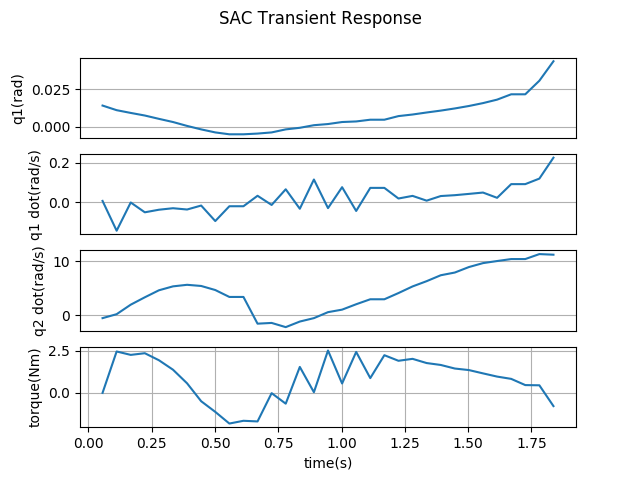 SAC Transient Response
q1(rad)
0.025
0.000
q1 dot(rad/s)
0.2
0.0
q2 dot(rad/s)
10
0
torque(Nm)
2.5
0.0
0.00 0.25 0.50 0.75 1.00 1.25 1.50 1.75
time(s)